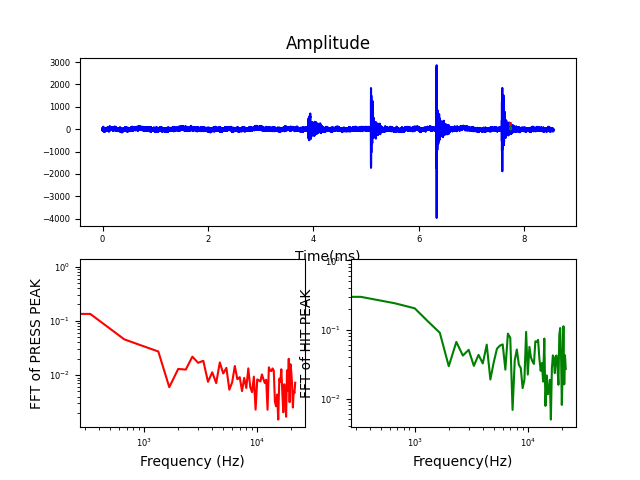 Amplitude
3000
2000
1000
0
−1000
−2000
−3000
−4000
0 2 4 6 8
Time(ms)
FFT of PRESS PEAK
10⁰
10⁻¹
10⁻²
10³ 10⁴
Frequency (Hz)
FFT of HIT PEAK
10⁰
10⁻¹
10⁻²
10³ 10⁴
Frequency(Hz)